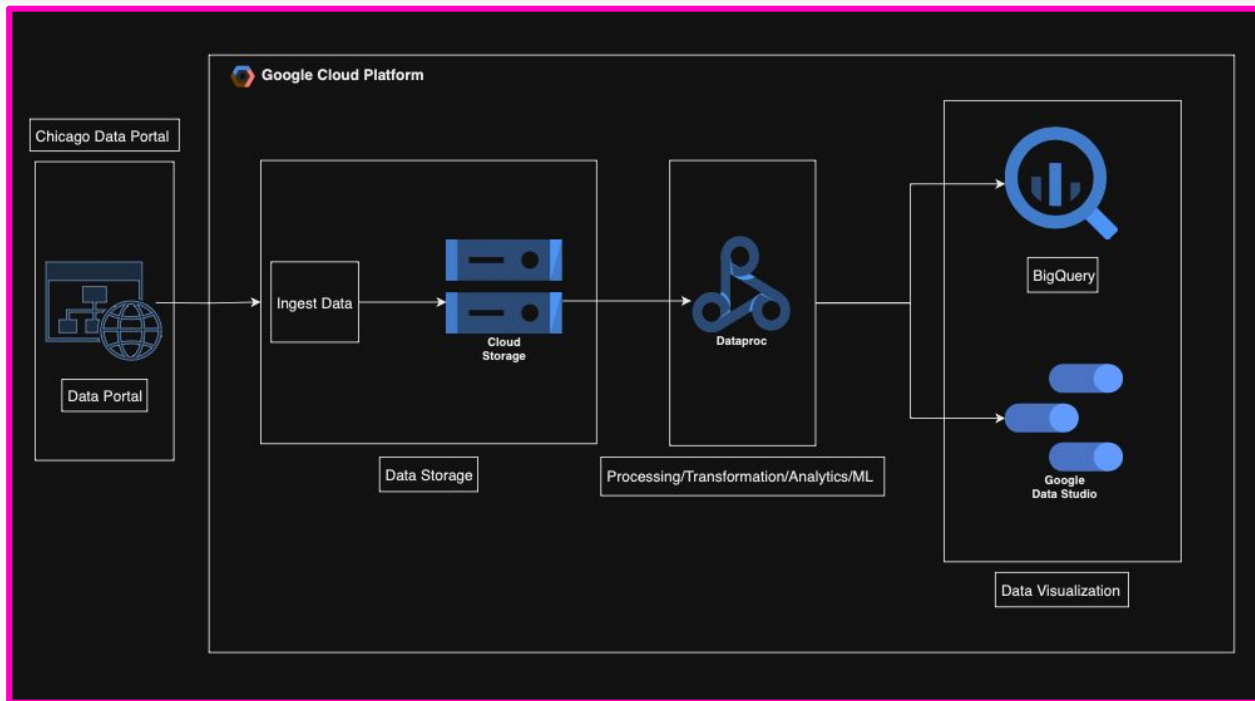 Google Cloud Platform
Chicago Data Portal
Data Portal
Ingest Data
Cloud
Storage
Data Storage
Dataproc
Processing/Transformation/Analytics/ML
BigQuery
Google
Data Studio
Data Visualization